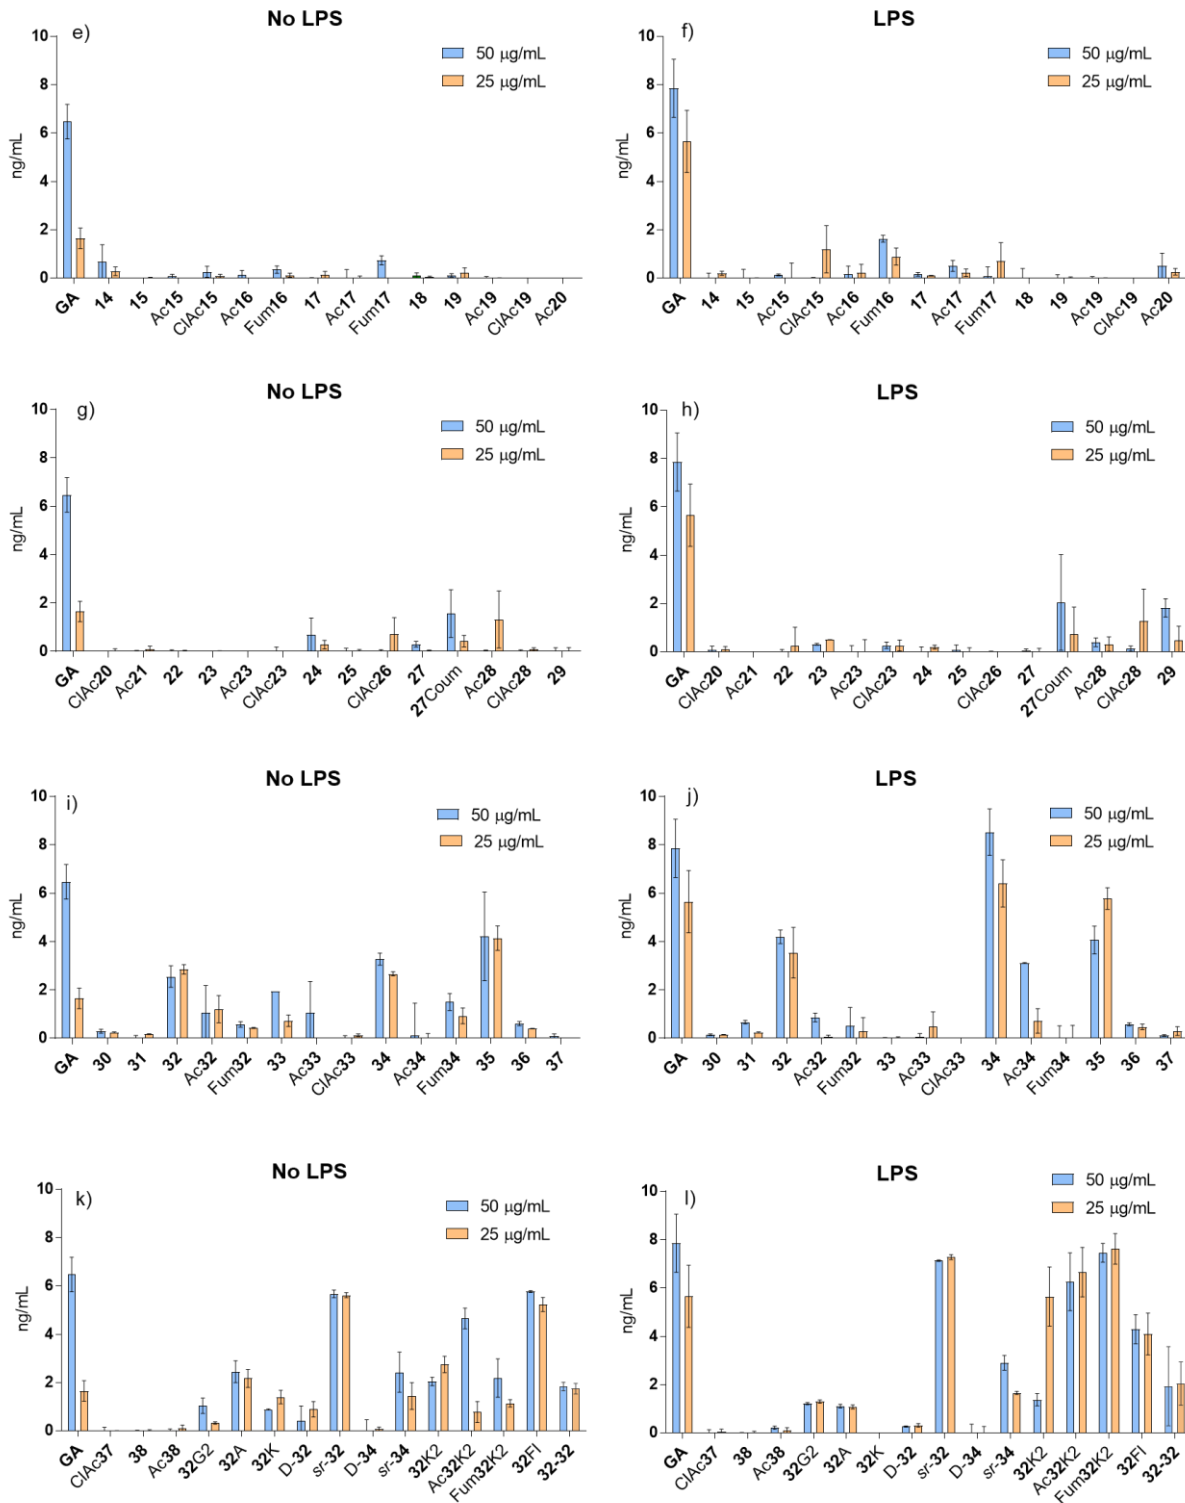 No LPS
e)
50 µg/mL
25 µg/mL
10
8
6
4
2
0
ng/mL
GA
14
15
Ac15
ClAc15
Ac16
Fum16
17
Ac17
Fum17
18
19
Ac19
ClAc19
Ac20
LPS
f)
50 µg/mL
25 µg/mL
10
8
6
4
2
0
ng/mL
GA
14
15
Ac15
ClAc15
Ac16
Fum16
17
Ac17
Fum17
18
19
Ac19
ClAc19
Ac20
No LPS
g)
50 µg/mL
25 µg/mL
10
8
6
4
2
0
ng/mL
GA
ClAc20
Ac21
22
23
Ac23
ClAc23
24
25
ClAc26
27
27Coum
Ac28
ClAc28
29
LPS
h)
50 µg/mL
25 µg/mL
10
8
6
4
2
0
ng/mL
GA
ClAc20
Ac21
22
23
Ac23
ClAc23
24
25
ClAc26
27
27Coum
Ac28
ClAc28
29
No LPS
i)
50 µg/mL
25 µg/mL
10
8
6
4
2
0
ng/mL
GA
30
31
32
Ac32
Fum32
33
Ac33
ClAc33
34
Ac34
Fum34
35
36
37
LPS
j)
50 µg/mL
25 µg/mL
10
8
6
4
2
0
ng/mL
GA
30
31
32
Ac32
Fum32
33
Ac33
ClAc33
34
Ac34
Fum34
35
36
37
No LPS
k)
50 µg/mL
25 µg/mL
10
8
6
4
2
0
ng/mL
GA
ClAc37
38
Ac38
32G2
32A
32K
D-32
sr-32
D-34
sr-34
32K2
Ac32K2
Fum32K2
32Fl
32-32
LPS
l)
50 µg/mL
25 µg/mL
10
8
6
4
2
0
ng/mL
GA
ClAc37
38
Ac38
32G2
32A
32K
D-32
sr-32
D-34
sr-34
32K2
Ac32K2
Fum32K2
32Fl
32-32